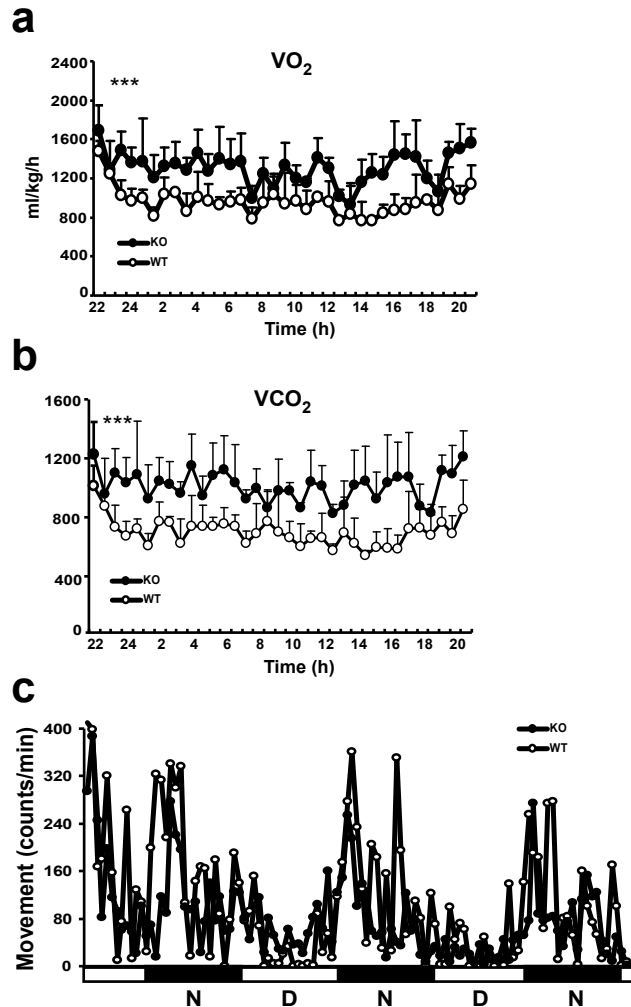 a
VO2
***
2400
2000
1600
1200
800
400
0
ml/kg/h
KO
WT
22 24 2 4 6 8 10 12 14 16 18 20
Time (h)
b
VCO2
***
1600
1200
800
400
0
KO
WT
22 24 2 4 6 8 10 12 14 16 18 20
Time (h)
c
400
320
240
160
80
0
Movement (counts/min)
KO
WT
N D N D N